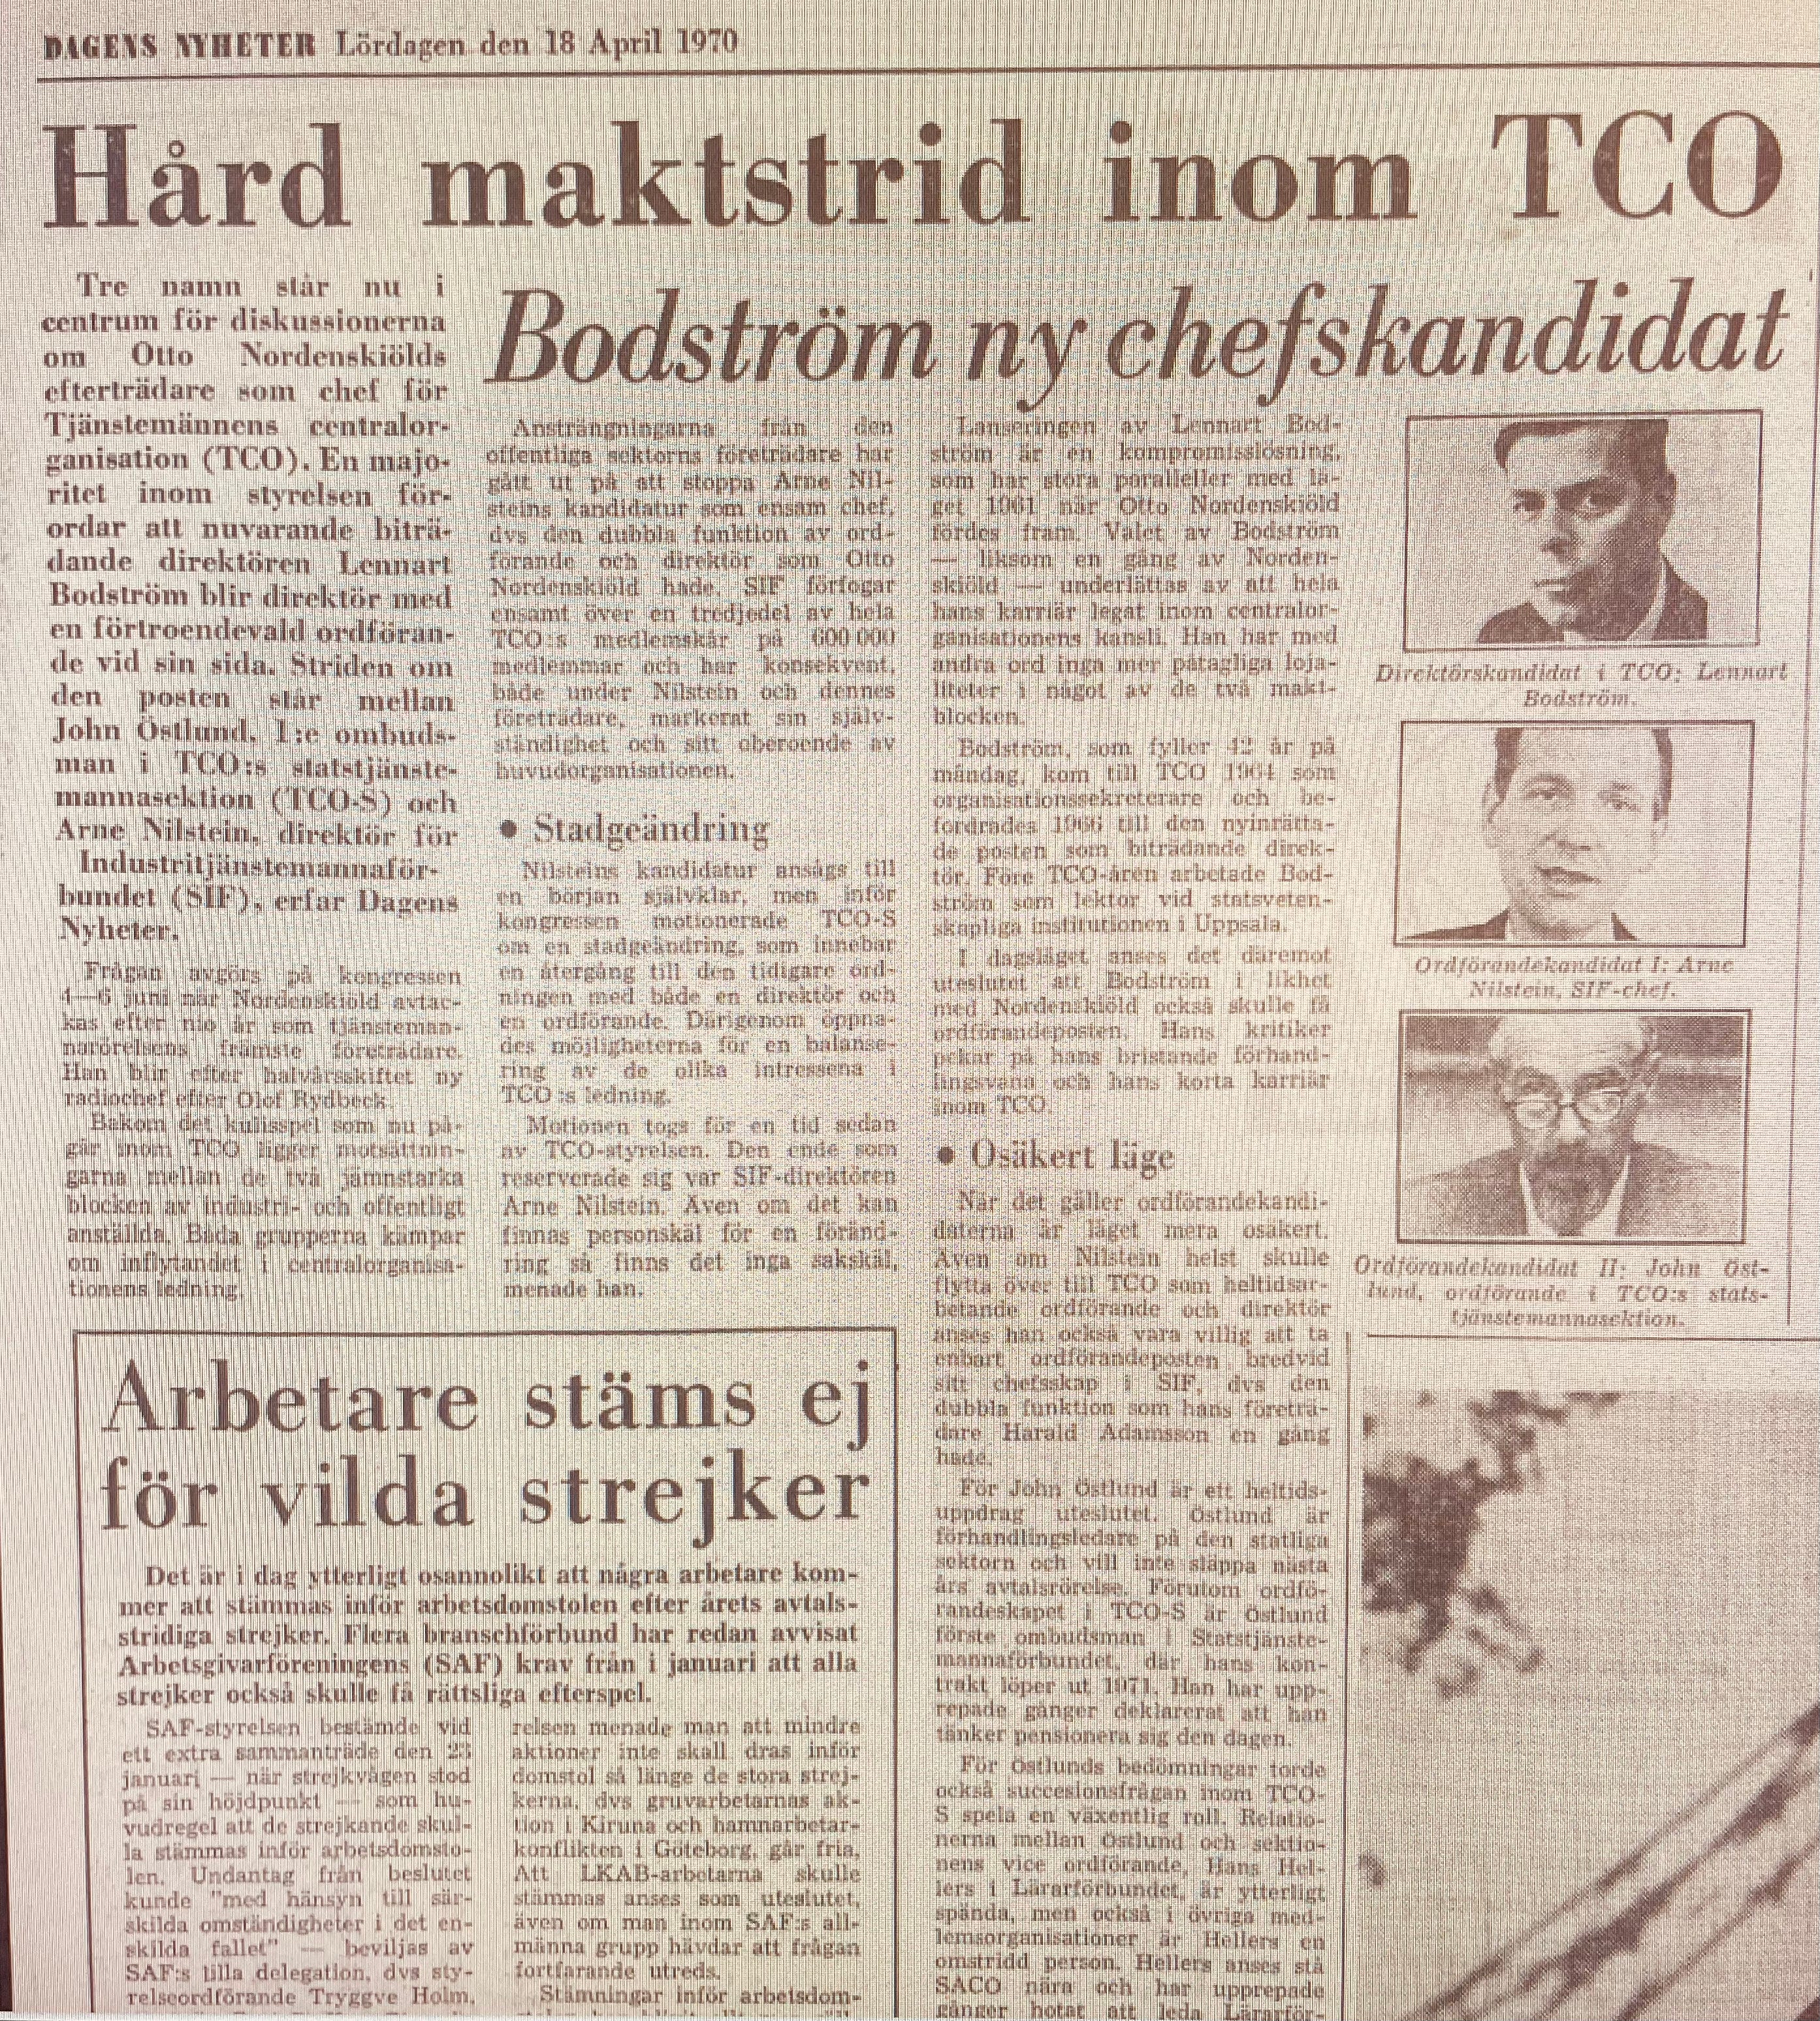 DAGENS NYHETER Lördagen den 18 April 1970
Hård maktstrid inom TCO
Bodström ny chefskandidat
Tre namn står nu i
centrum för diskussionerna
om Otto Nordenskiölds
efterträdare som chef för
Tjänstemännens centralor-
ganisation (TCO). En majo-
ritet inom styrelsen för-
ordar att nuvarande biträ-
dande direktören Lennart
Bodström blir direktör med
en förtroendevald ordföran-
de vid sin sida. Striden om
den posten står mellan
John Östlund, 1:e ombuds-
man i TCO:s statstjänste-
mannasektion (TCO-S) och
Arne Nilstein, direktör för
Industritjänstemannaför-
bundet (SIF), erfar Dagens
Nyheter.
Frågan avgörs på kongressen
4—6 juni när Nordenskiöld avtac-
kas efter nio år som tjänsteman-
narörelsens främste företrädare.
Han blir efter halvårsskiftet ny
radiochef efter Olof Rydbeck.
Bakom det kulisspel som nu på-
går inom TCO ligger motsättnin-
garna mellan de två jämnstarka
blocken av industri- och offentligt
anställda. Båda grupperna kämpar
om inflytandet i centralorganisa-
tionens ledning.
Ansträngningarna från den
offentliga sektorns företrädare har
gått ut på att stoppa Arne Nil-
steins kandidatur som ensam chef,
dvs den dubbla funktion av ord-
förande och direktör som Otto
Nordenskiöld hade. SIF förfogar
ensamt över en tredjedel av hela
TCO:s medlemskår på 600 000
medlemmar och har konsekvent,
både under Nilstein och dennes
företrädare, markerat sin själv-
ständighet och sitt oberoende av
huvudorganisationen.
● Stadgeändring
Nilsteins kandidatur ansågs till
en början självklar, men inför
kongressen motionerade TCO-S
om en stadgeändring, som innebar
en återgång till den tidigare ord-
ningen med både en direktör och
en ordförande. Därigenom öppna-
des möjligheterna för en balanse-
ring av de olika intressena i
TCO:s ledning.
Motionen togs för en tid sedan
av TCO-styrelsen. Den ende som
reserverade sig var SIF-direktören
Arne Nilstein. Även om det kan
finnas personskäl för en föränd-
ring så finns det inga sakskäl,
menade han.
Lanseringen av Lennart Bod-
ström är en kompromisslösning,
som har stora paralleller med lä-
get 1961 när Otto Nordenskiöld
fördes fram. Valet av Bodström
— liksom en gång av Norden-
skiöld — underlättas av att hela
hans karriär legat inom centralor-
ganisationens kansli. Han har med
andra ord inga mer påtagliga loja-
liteter i något av de två makt-
blocken.
Bodström, som fyller 42 år på
måndag, kom till TCO 1964 som
organisationssekreterare och be-
fordrades 1966 till den nyinrätta-
de posten som biträdande direk-
tör. Före TCO-åren arbetade Bod-
ström som lektor vid statsveten-
skapliga institutionen i Uppsala.
I dagsläget anses det däremot
uteslutet att Bodström i likhet
med Nordenskiöld också skulle få
ordförandeposten. Hans kritiker
pekar på hans bristande förhand-
lingsvana och hans korta karriär
inom TCO.
● Osäkert läge
När det gäller ordförandekandi-
daterna är läget mera osäkert.
Även om Nilstein helst skulle
flytta över till TCO som heltidsar-
betande ordförande och direktör
anses han också vara villig att ta
enbart ordförandeposten bredvid
sitt chefsskap i SIF, dvs den
dubbla funktion som hans företrä-
dare Harald Adamsson en gång
hade.
För John Östlund är ett heltids-
uppdrag uteslutet. Östlund är
förhandlingsledare på den statliga
sektorn och vill inte släppa nästa
års avtalsrörelse. Förutom ordfö-
randeskapet i TCO-S är Östlund
förste ombudsman i Statstjänste-
mannaförbundet, där hans kon-
trakt löper ut 1971. Han har upp-
repade gånger deklarerat att han
tänker pensionera sig den dagen.
För Östlunds bedömningar torde
också succesionsfrågan inom TCO-
S spela en växentlig roll. Relatio-
nerna mellan Östlund och sektio-
nens vice ordförande, Hans Hel-
lers i Lärarförbundet, är ytterligt
spända, men också i övriga med-
lemsorganisationer är Hellers en
omstridd person. Hellers anses stå
SACO nära och har upprepade
gånger hotat att leda Lärarför-
Direktörskandidat i TCO: Lennart
Bodström.
Ordförandekandidat I: Arne
Nilstein, SIF-chef.
Ordförandekandidat II: John Öst-
lund, ordförande i TCO:s stats-
tjänstemannasektion.
Arbetare stäms ej
för vilda strejker
Det är i dag ytterligt osannolikt att några arbetare kom-
mer att stämmas inför arbetsdomstolen efter årets avtals-
stridiga strejker. Flera branschförbund har redan avvisat
Arbetsgivarföreningens (SAF) krav från i januari att alla
strejker också skulle få rättsliga efterspel.
SAF-styrelsen bestämde vid
ett extra sammanträde den 23
januari — när strejkvågen stod
på sin höjdpunkt — som hu-
vudregel att de strejkande skul-
la stämmas inför arbetsdomsto-
len. Undantag från beslutet
kunde "med hänsyn till sär-
skilda omständigheter i det en-
skilda fallet" — beviljas av
SAF:s lilla delegation, dvs sty-
relseordförande Tryggve Holm,
relsen menade man att mindre
aktioner inte skall dras inför
domstol så länge de stora strej-
kerna, dvs gruvarbetarnas ak-
tion i Kiruna och hamnarbetar-
konflikten i Göteborg, går fria.
Att LKAB-arbetarna skulle
stämmas anses som uteslutet,
även om man inom SAF:s all-
männa grupp hävdar att frågan
fortfarande utreds.
Stämningar inför arbetsdom-